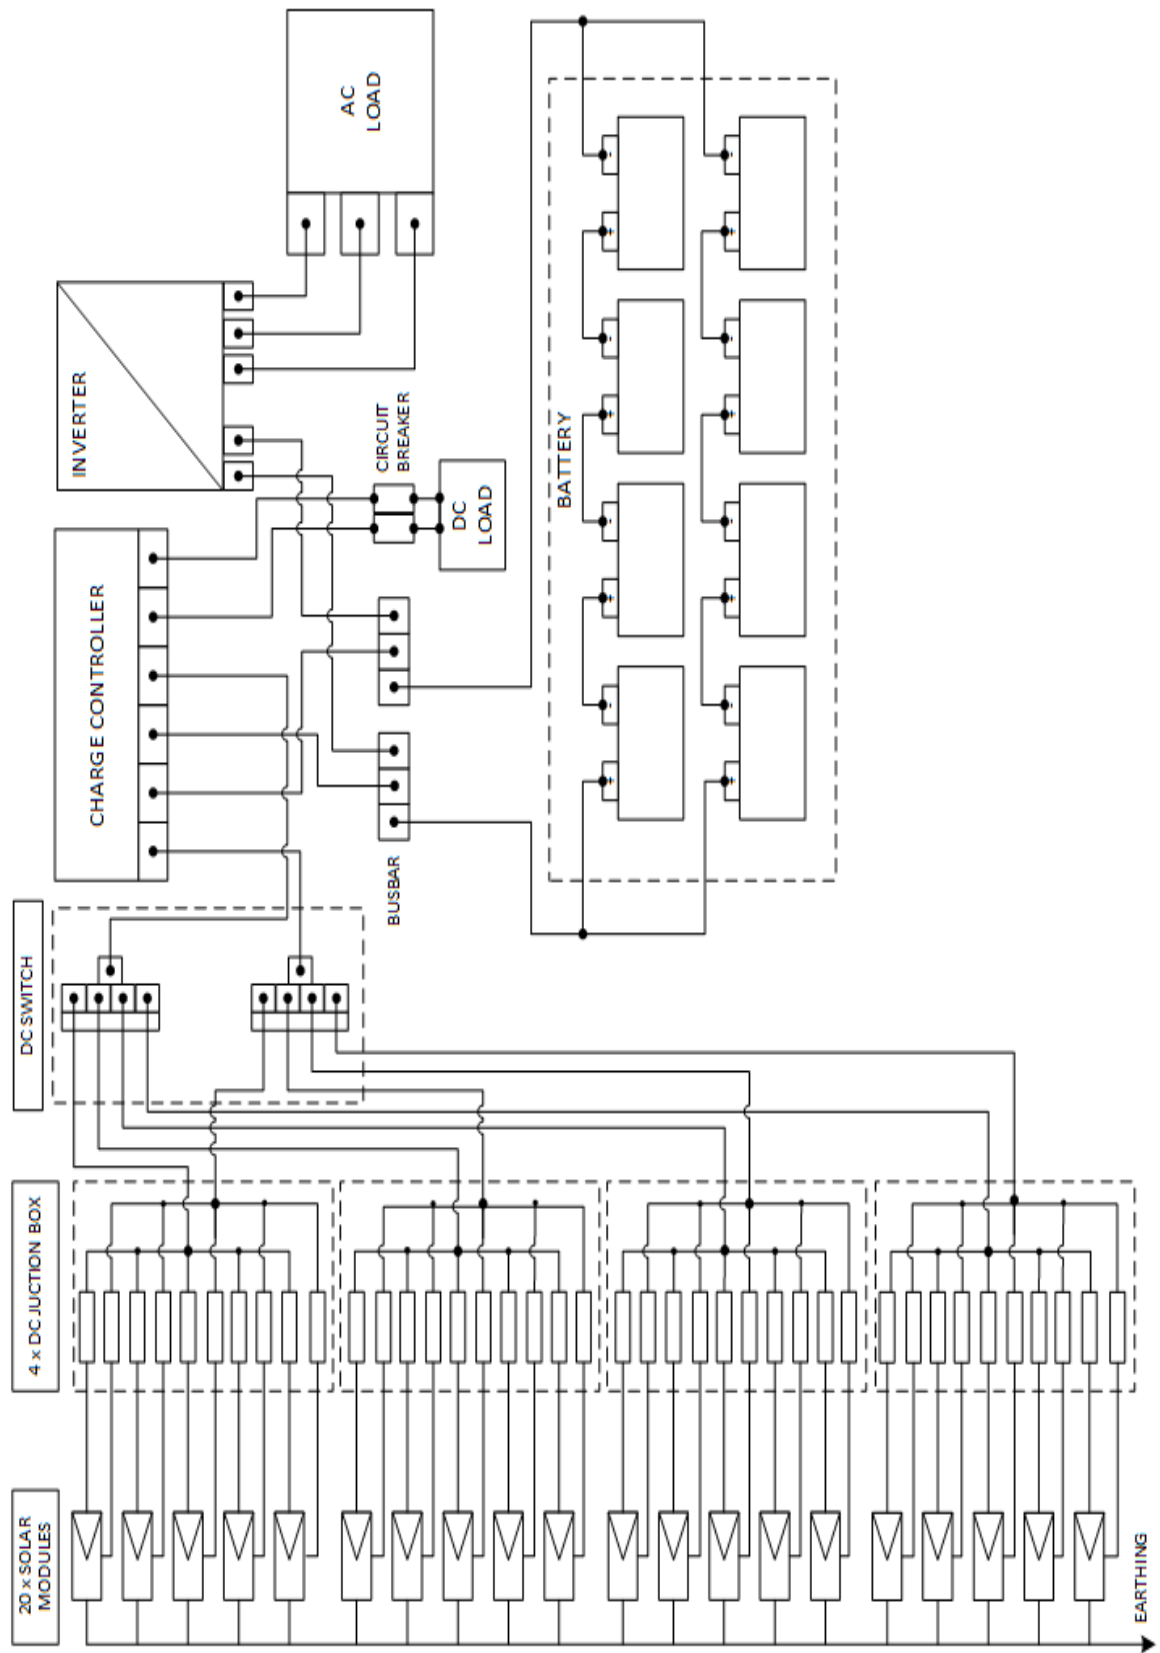 AC
LOAD
INVERTER
CIRCUIT
BREAKER
DC
LOAD
BATTERY
CHARGE CONTROLLER
BUSBAR
DC SWITCH
4 x DC JUCTION BOX
20 x SOLAR
MODULES
EARTHING